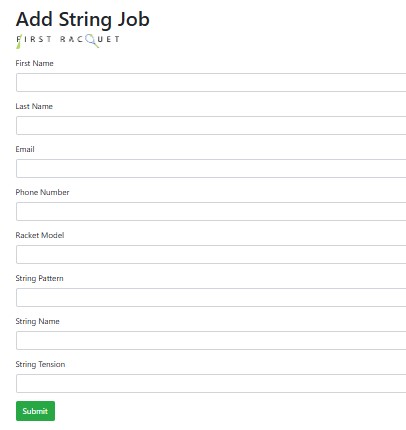 Add String Job
FIRST RACQUET
First Name
Last Name
Email
Phone Number
Racket Model
String Pattern
String Name
String Tension
Submit